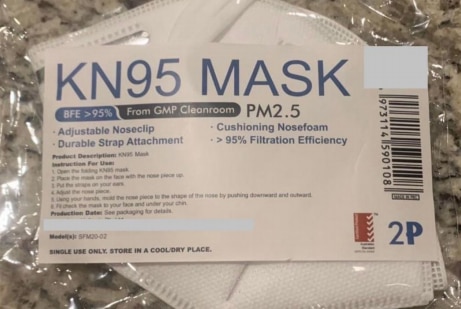 KN95 MASK
BFE >95% From GMP Cleanroom PM2.5
· Adjustable Noseclip · Cushioning Nosefoam
· Durable Strap Attachment · > 95% Filtration Efficiency
Product Description: KN95 Mask
Instruction For Use:
1. Open the folding KN95 mask.
2. Place the mask on your face with the nose piece up.
3. Put the straps on your ears.
4. Adjust the nose piece.
5. Using your hands, mold the nose piece to the shape of the nose by pushing downward and outward.
6. Fit check the mask to your face and under your chin.
Production Date: See packaging for details.
Model(s): SFM20-02
SINGLE USE ONLY. STORE IN A COOL/DRY PLACE.
2P
973114 590108